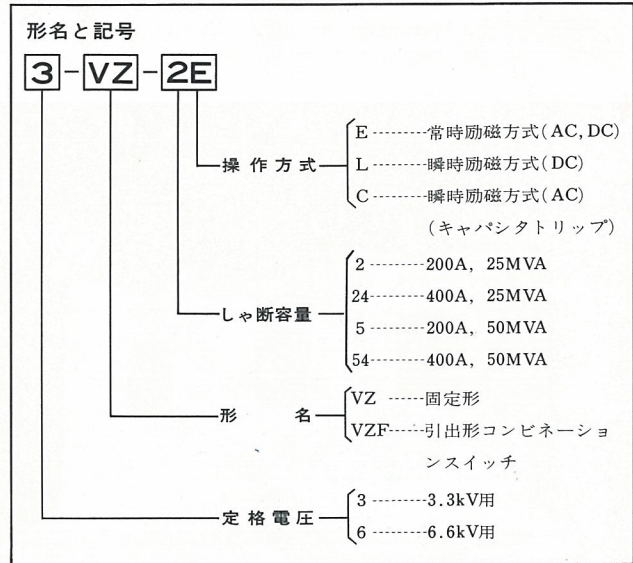 形名と記号
3-VZ-2E
操作方式
E--------常時励磁方式(AC, DC)
L--------瞬時励磁方式(DC)
C--------瞬時励磁方式(AC)
(キャパシタトリップ)
しゃ断容量
2--------200A, 25MVA
24--------400A, 25MVA
5--------200A, 50MVA
54--------400A, 50MVA
形 名
VZ -----固定形
VZF-----引出形コンビネーショ
ンスイッチ
定格電圧
3--------3.3kV用
6--------6.6kV用